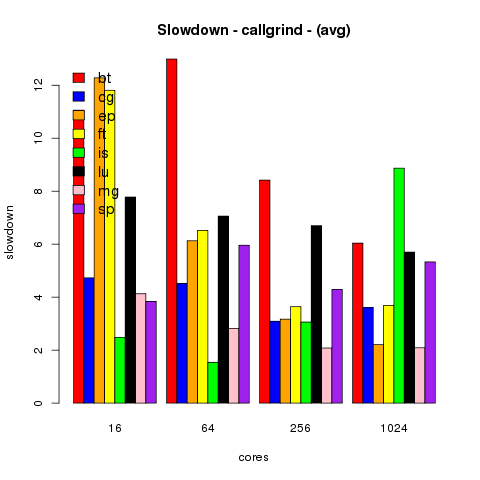 Slowdown - callgrind - (avg)
bt
cg
ep
ft
is
lu
mg
sp
slowdown
12
10
8
6
4
2
0
16 64 256 1024
cores